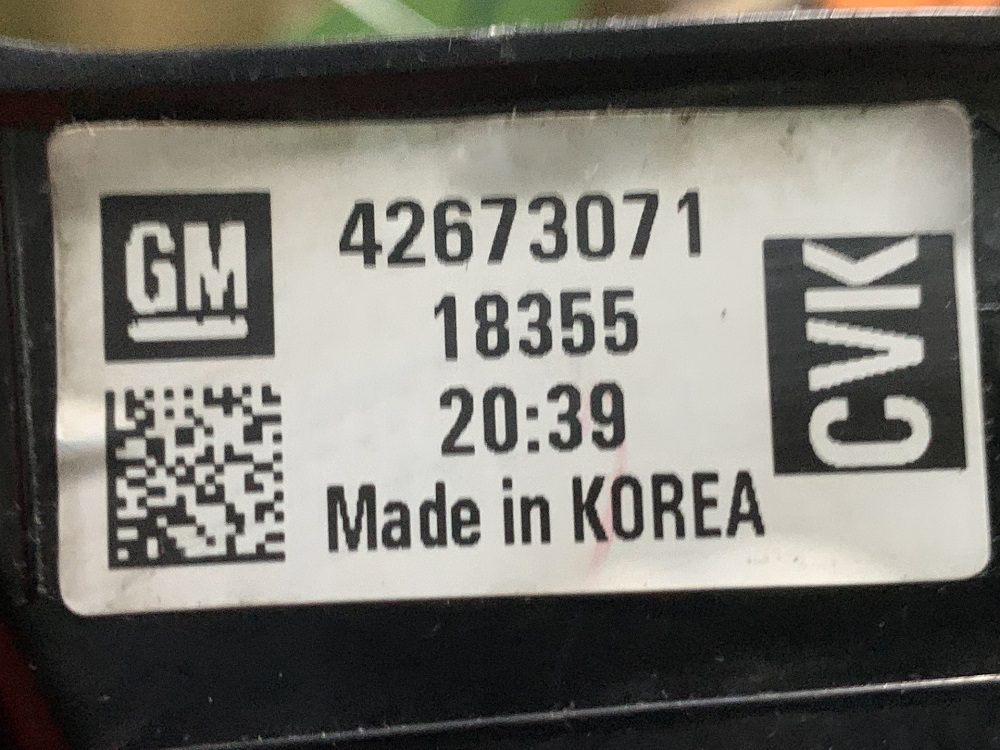 GM
42673071
18355
20:39
Made in KOREA
CVK